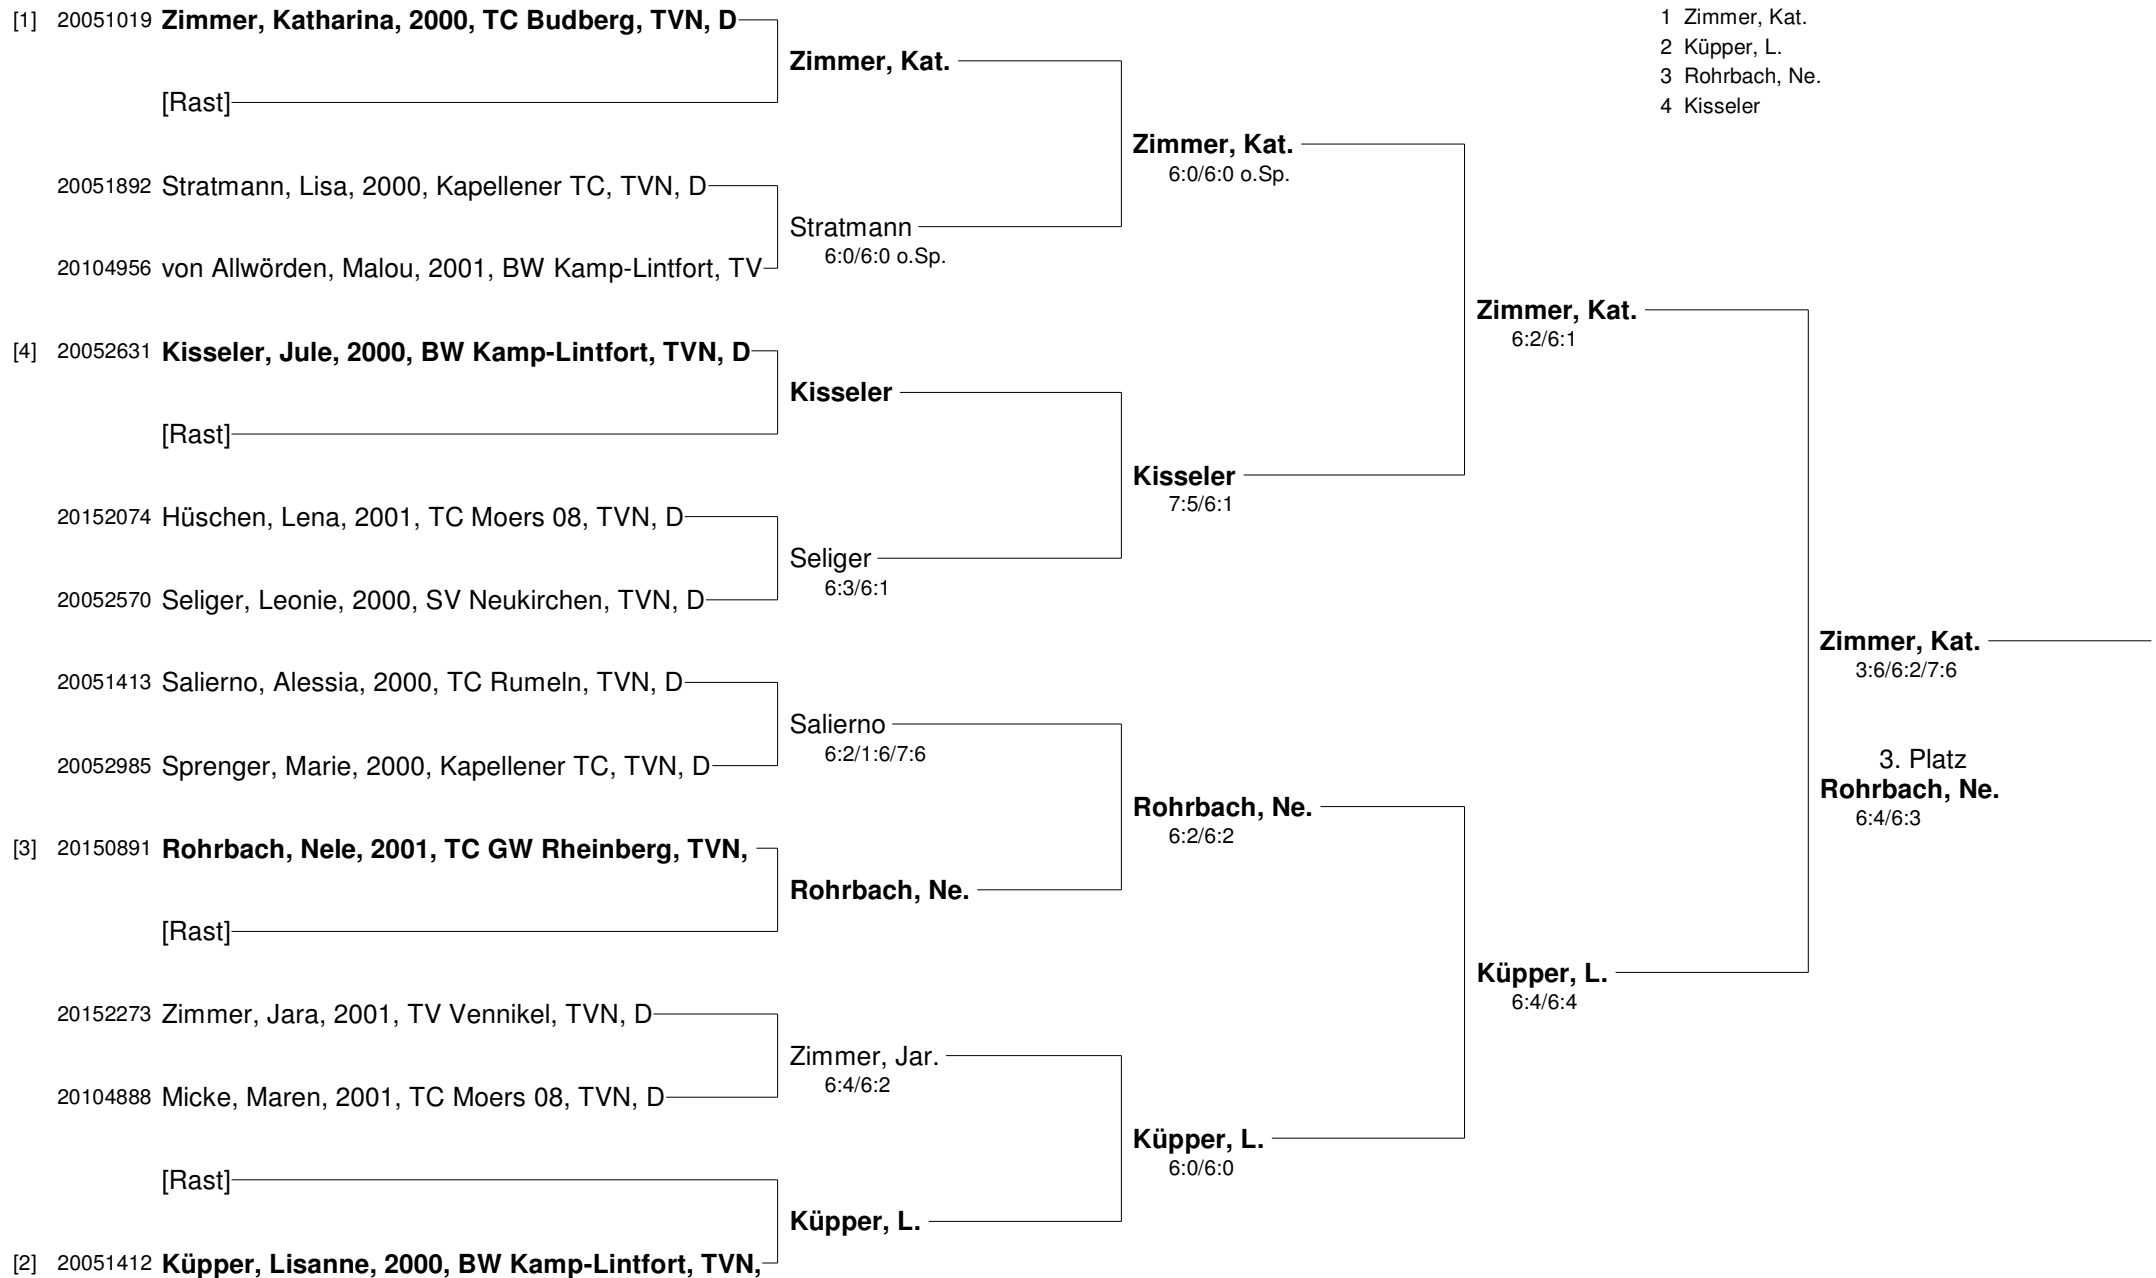 [1] 20051019 Zimmer, Katharina, 2000, TC Budberg, TVN, D
[Rast]
20051892 Stratmann, Lisa, 2000, Kapellener TC, TVN, D
20104956 von Allwörden, Malou, 2001, BW Kamp-Lintfort, TV
[4] 20052631 Kisseler, Jule, 2000, BW Kamp-Lintfort, TVN, D
[Rast]
20152074 Hüschen, Lena, 2001, TC Moers 08, TVN, D
20052570 Seliger, Leonie, 2000, SV Neukirchen, TVN, D
20051413 Salierno, Alessia, 2000, TC Rumeln, TVN, D
20052985 Sprenger, Marie, 2000, Kapellener TC, TVN, D
[3] 20150891 Rohrbach, Nele, 2001, TC GW Rheinberg, TVN,
[Rast]
20152273 Zimmer, Jara, 2001, TV Vennikel, TVN, D
20104888 Micke, Maren, 2001, TC Moers 08, TVN, D
[Rast]
[2] 20051412 Küpper, Lisanne, 2000, BW Kamp-Lintfort, TVN,
Zimmer, Kat.
Stratmann
6:0/6:0 o.Sp.
Kisseler
Seliger
6:3/6:1
Salierno
6:2/1:6/7:6
Rohrbach, Ne.
Zimmer, Jar.
6:4/6:2
Küpper, L.
Zimmer, Kat.
6:0/6:0 o.Sp.
Kisseler
7:5/6:1
Rohrbach, Ne.
6:2/6:2
Küpper, L.
6:0/6:0
Zimmer, Kat.
6:2/6:1
Küpper, L.
6:4/6:4
1 Zimmer, Kat.
2 Küpper, L.
3 Rohrbach, Ne.
4 Kisseler
Zimmer, Kat.
3:6/6:2/7:6
3. Platz
Rohrbach, Ne.
6:4/6:3